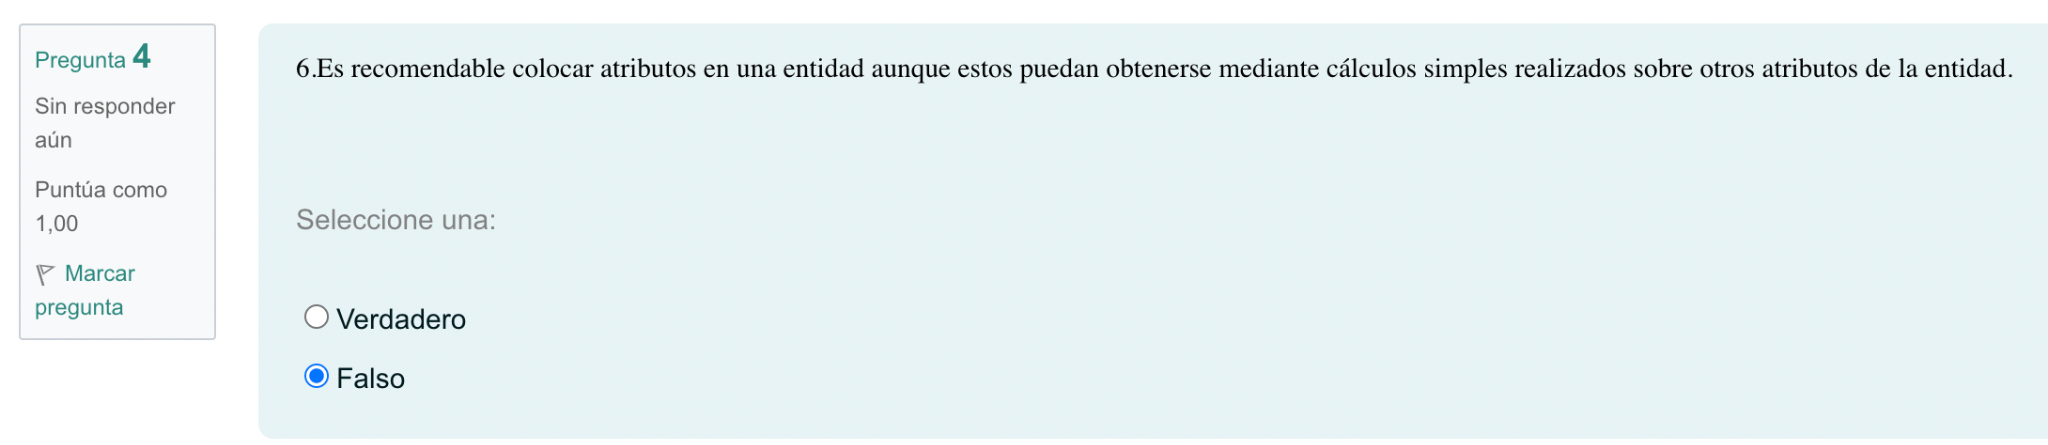 Pregunta 4
Sin responder
aún
Puntúa como
1,00
Marcar
pregunta
6.Es recomendable colocar atributos en una entidad aunque estos puedan obtenerse mediante cálculos simples realizados sobre otros atributos de la entidad.
Seleccione una:
Verdadero
Falso